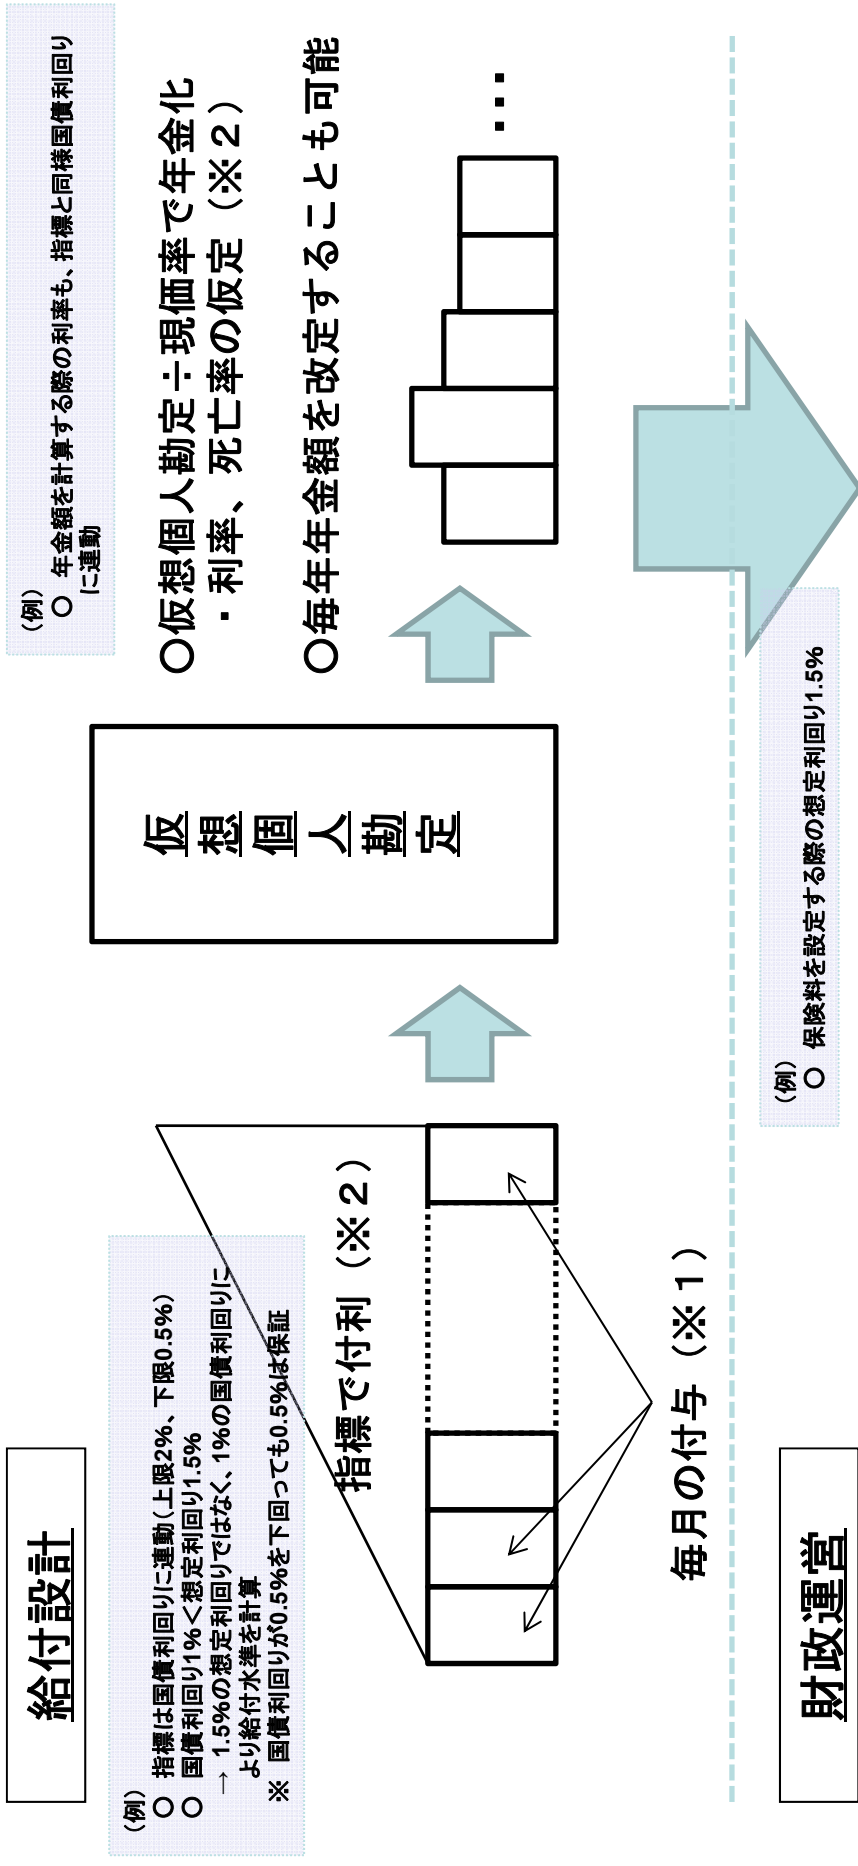 給付設計
（例）
○ 指標は国債利回りに連動（上限2%、下限0.5%）
○ 国債利回り1%＜想定利回り1.5%
→ 1.5%の想定利回りではなく、1%の国債利回りに
より給付水準を計算
※ 国債利回りが0.5%を下回っても0.5%は保証
指標で付利（※２）
毎月の付与（※１）
仮想個人勘定
（例）
○ 年金額を計算する際の利率も、指標と同様国債利回り
に連動
○仮想個人勘定÷現価率で年金化
・利率、死亡率の仮定（※２）
○毎年年金額を改定することも可能
…
財政運営
（例）
○ 保険料を設定する際の想定利回り1.5%